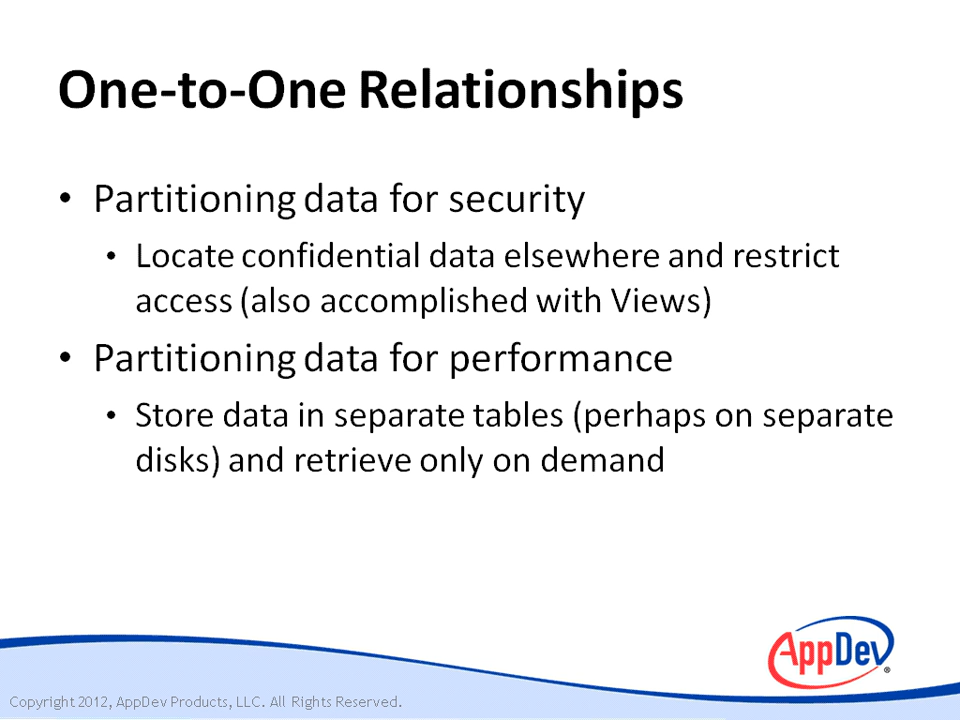 One-to-One Relationships
• Partitioning data for security
• Locate confidential data elsewhere and restrict
access (also accomplished with Views)
• Partitioning data for performance
• Store data in separate tables (perhaps on separate
disks) and retrieve only on demand
AppDev®
Copyright 2012, AppDev Products, LLC. All Rights Reserved.